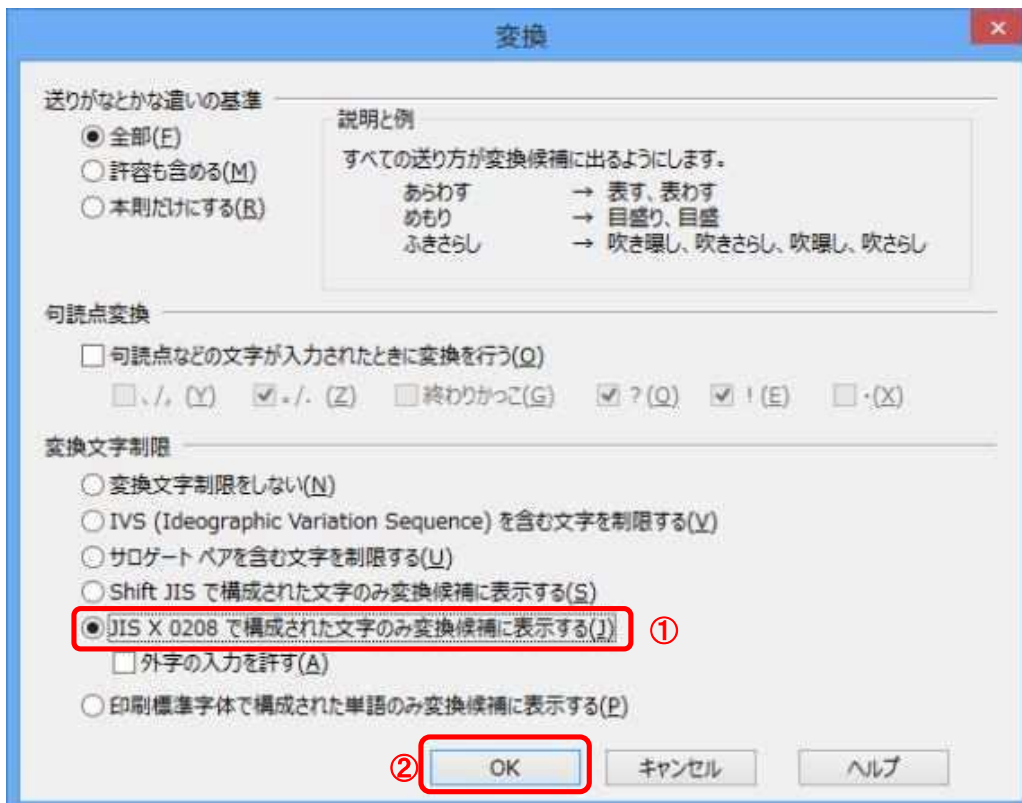 変換
送りがなとかな遣いの基準
全部(F)
許容も含める(M)
本則だけにする(R)
説明と例
すべての送り方が変換候補に出るようにします。
あらわす → 表す、表わす
めもり → 目盛り、目盛
ふきさらし → 吹き曝し、吹きさらし、吹曝し、吹さらし
句読点変換
句読点などの文字が入力されたときに変換を行う(O)
、/, (Y) 。/. (Z) 終わりかっこ(G) ?(Q) !(E) ・(X)
変換文字制限
変換文字制限をしない(N)
IVS (Ideographic Variation Sequence) を含む文字を制限する(V)
サロゲート ペアを含む文字を制限する(U)
Shift JIS で構成された文字のみ変換候補に表示する(S)
JIS X 0208 で構成された文字のみ変換候補に表示する(J) ①
外字の入力を許す(A)
印刷標準字体で構成された単語のみ変換候補に表示する(P)
② OK キャンセル ヘルプ